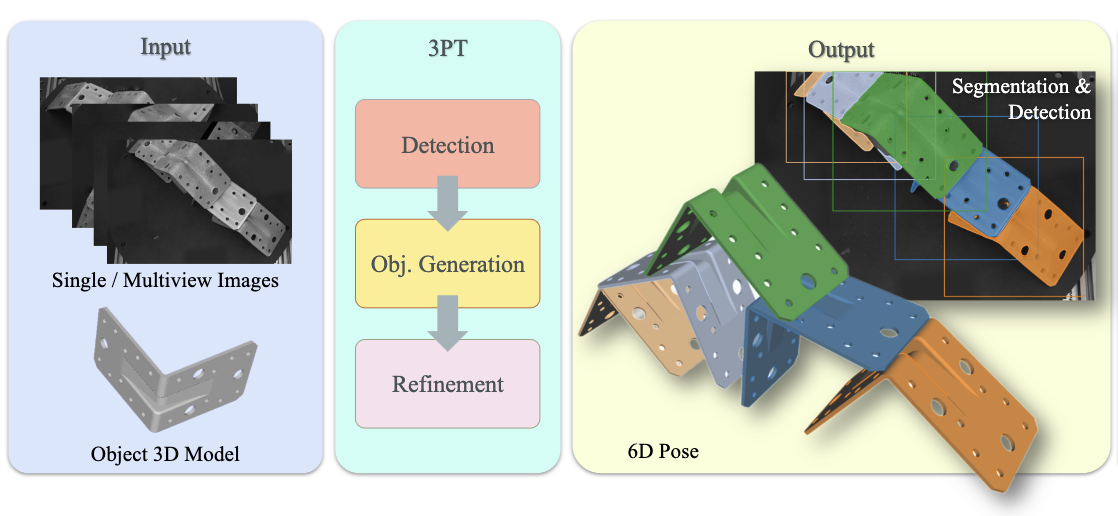 Input
Single / Multiview Images
Object 3D Model
3PT
Detection
Obj. Generation
Refinement
Output
Segmentation &
Detection
6D Pose